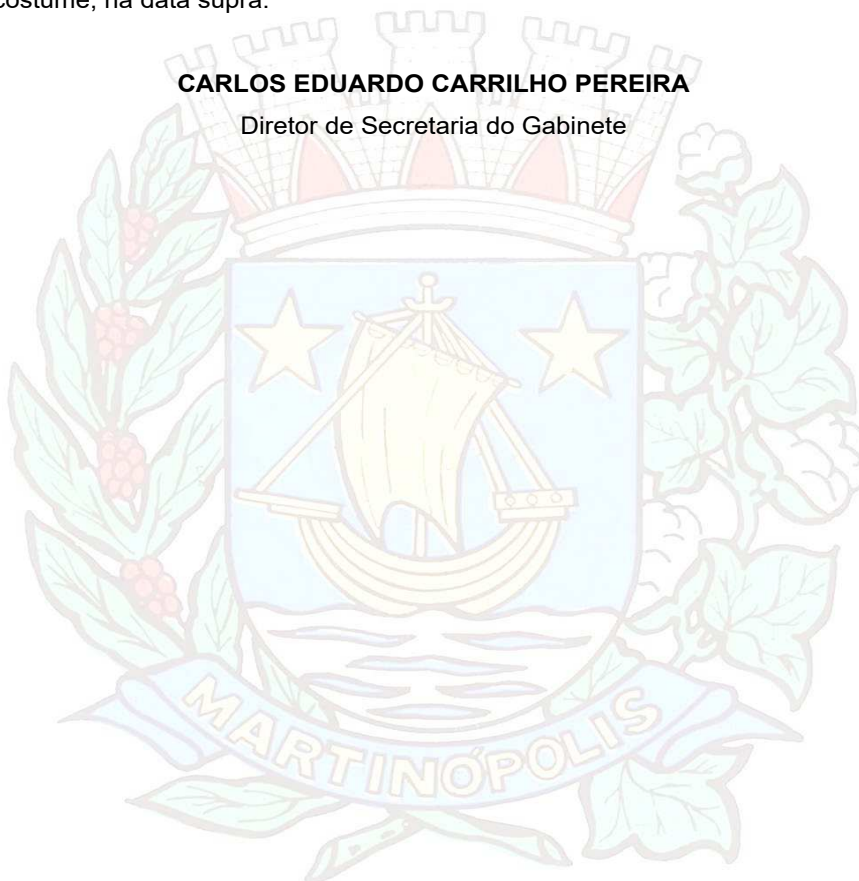 costume, na data supra.
CARLOS EDUARDO CARRILHO PEREIRA
Diretor de Secretaria do Gabinete
MARTINÓPOLIS